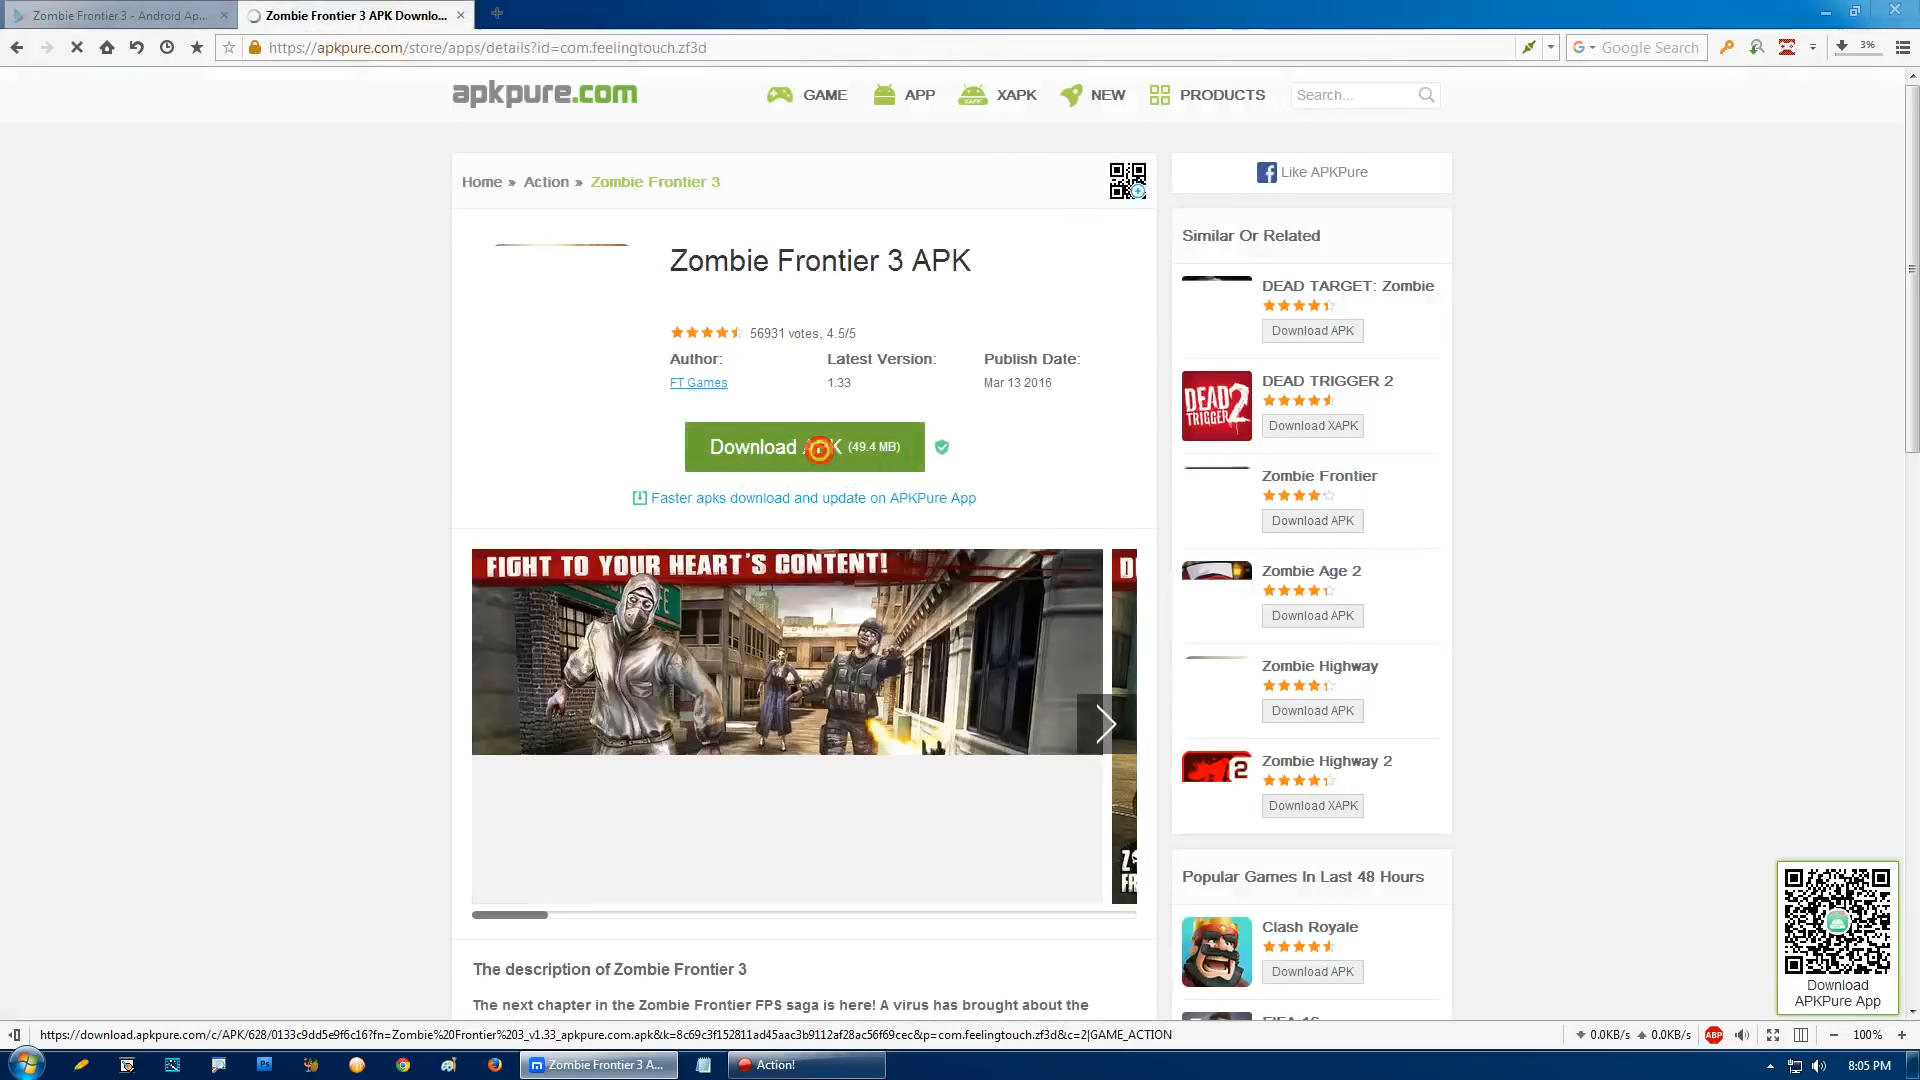 Zombie Frontier 3 - Android Ap...
Zombie Frontier 3 APK Downlo...
https://apkpure.com/store/apps/details?id=com.feelingtouch.zf3d
Google Search
3%
apkpure.com
GAME
APP
XAPK
NEW
PRODUCTS
Search...
Home » Action » Zombie Frontier 3
Like APKPure
Zombie Frontier 3 APK
56931 votes, 4.5/5
Author: Latest Version: Publish Date:
FT Games 1.33 Mar 13 2016
Download APK (49.4 MB)
Faster apks download and update on APKPure App
FIGHT TO YOUR HEART'S CONTENT!
The description of Zombie Frontier 3
The next chapter in the Zombie Frontier FPS saga is here! A virus has brought about the
Similar Or Related
DEAD TARGET: Zombie
Download APK
DEAD TRIGGER 2
DEAD TRIGGER 2
Download XAPK
Zombie Frontier
Download APK
Zombie Age 2
Download APK
Zombie Highway
Download APK
2
Zombie Highway 2
Download XAPK
Popular Games In Last 48 Hours
Clash Royale
Download APK
Download
APKPure App
https://download.apkpure.com/c/APK/628/0133c9dd5e9f6c16?fn=Zombie%20Frontier%203_v1.33_apkpure.com.apk&k=8c69c3f152811ad45aac3b9112af28ac56f69cec&p=com.feelingtouch.zf3d&c=2|GAME_ACTION
0.0KB/s 0.0KB/s ABP 100%
Zombie Frontier 3 A...
Action!
8:05 PM